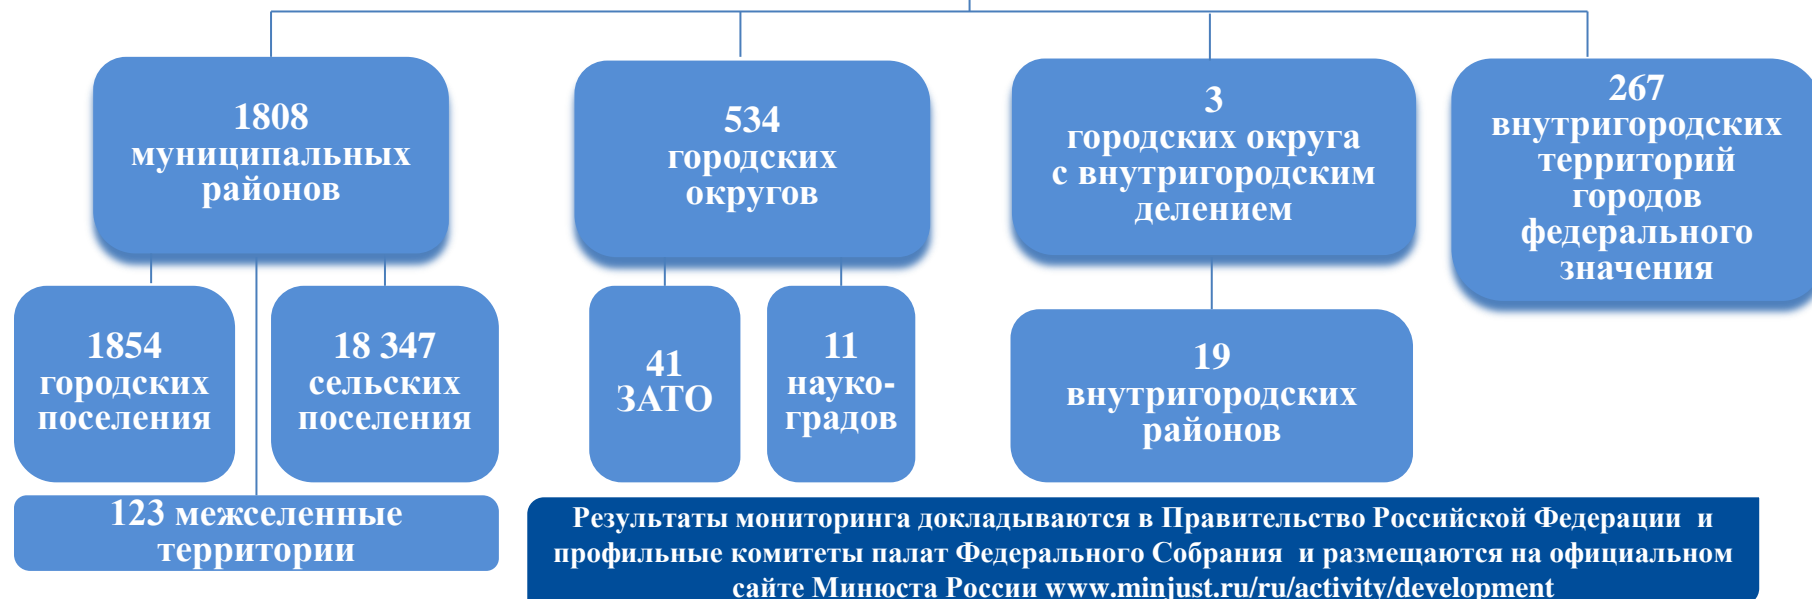 1808
муниципальных
районов
534
городских
округов
3
городских округа
с внутригородским
делением
267
внутригородских
территорий
городов
федерального
значения
1854
городских
поселения
18 347
сельских
поселения
41
ЗАТО
11
науко-
градов
19
внутригородских
районов
123 межселенные
территории
Результаты мониторинга докладываются в Правительство Российской Федерации и
профильные комитеты палат Федерального Собрания и размещаются на официальном
сайте Минюста России www.minjust.ru/ru/activity/development